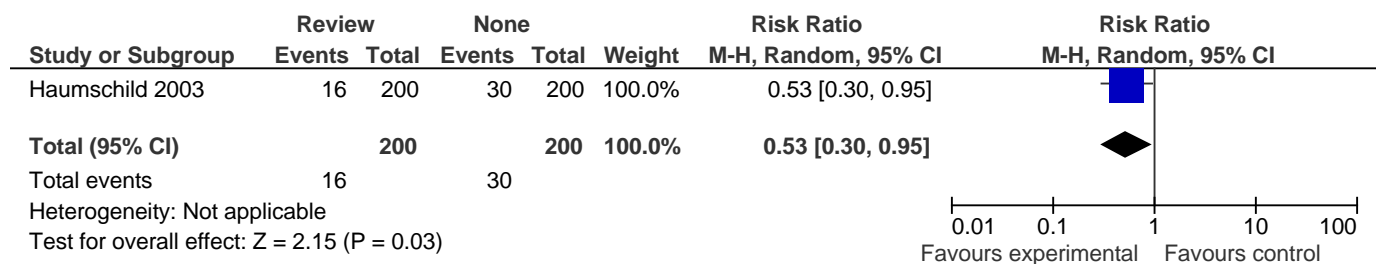 Review None Risk Ratio Risk Ratio
Study or Subgroup Events Total Events Total Weight M-H, Random, 95% CI M-H, Random, 95% CI
Haumschild 2003 16 200 30 200 100.0% 0.53 [0.30, 0.95]
Total (95% CI) 200 200 100.0% 0.53 [0.30, 0.95]
Total events 16 30
Heterogeneity: Not applicable
Test for overall effect: Z = 2.15 (P = 0.03)
0.01 0.1 1 10 100
Favours experimental Favours control